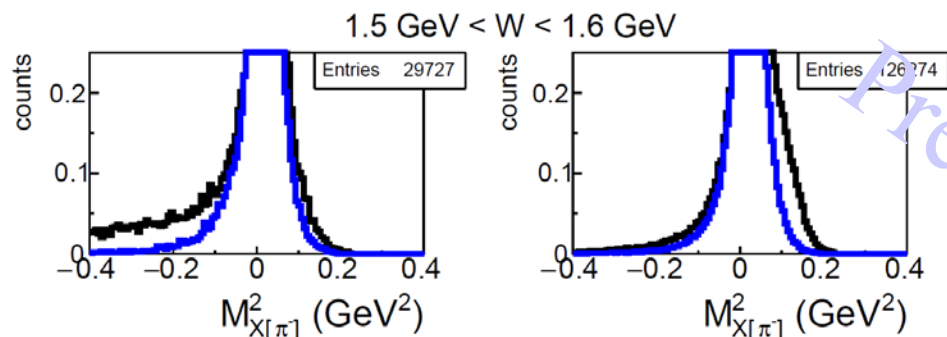 1.5 GeV < W < 1.6 GeV
counts
0.2
0.1
0
Entries 29727
−0.4 −0.2 0 0.2 0.4
M²X[π⁻] (GeV²)
counts
0.2
0.1
0
Entries 126274
Pre
−0.4 −0.2 0 0.2 0.4
M²X[π⁻] (GeV²)